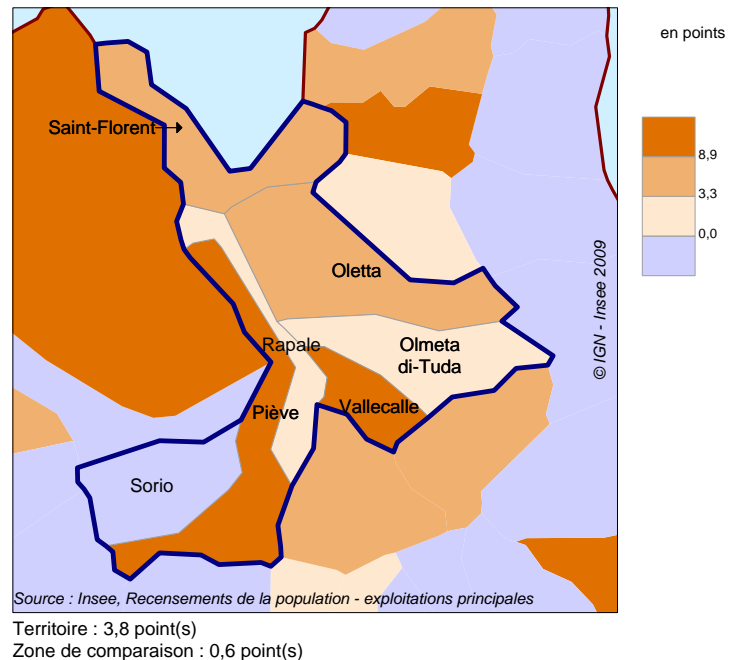 en points
8,9
3,3
0,0
Saint-Florent
Oletta
© IGN - Insee 2009
Rapale
Olmeta
di-Tuda
Piève
Vallecalle
Sorio
Source : Insee, Recensements de la population - exploitations principales
Territoire : 3,8 point(s)
Zone de comparaison : 0,6 point(s)